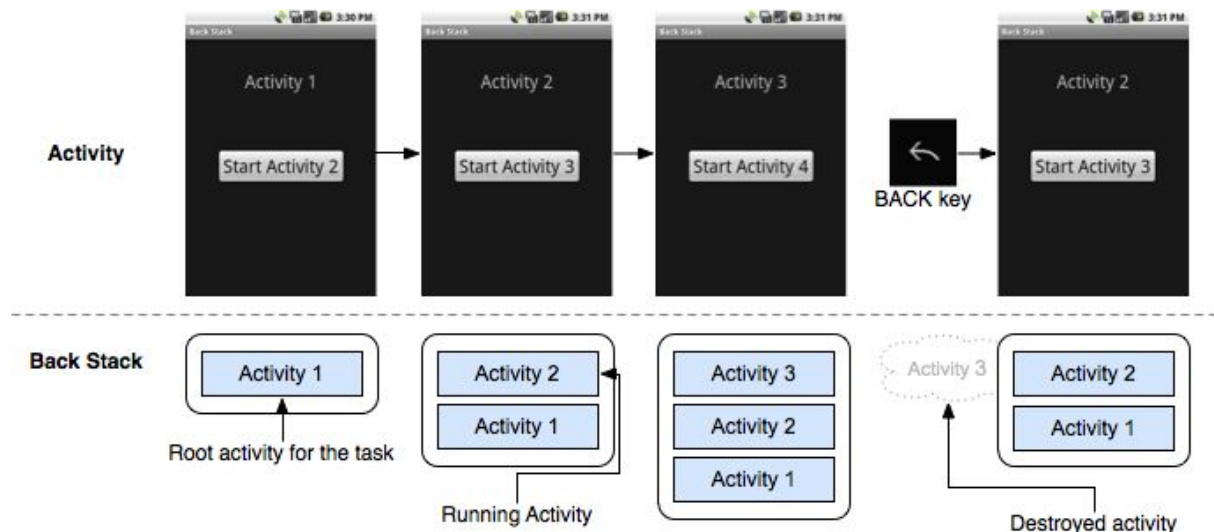 3:30 PM
3:31 PM
3:31 PM
3:31 PM
Back Stack
Back Stack
Back Stack
Back Stack
Activity 1
Activity 2
Activity 3
Activity 2
Activity
Start Activity 2
Start Activity 3
Start Activity 4
Start Activity 3
BACK key
Back Stack
Activity 1
Activity 2
Activity 3
Activity 3
Activity 2
Activity 1
Activity 2
Activity 1
Root activity for the task
Activity 1
Running Activity
Destroyed activity